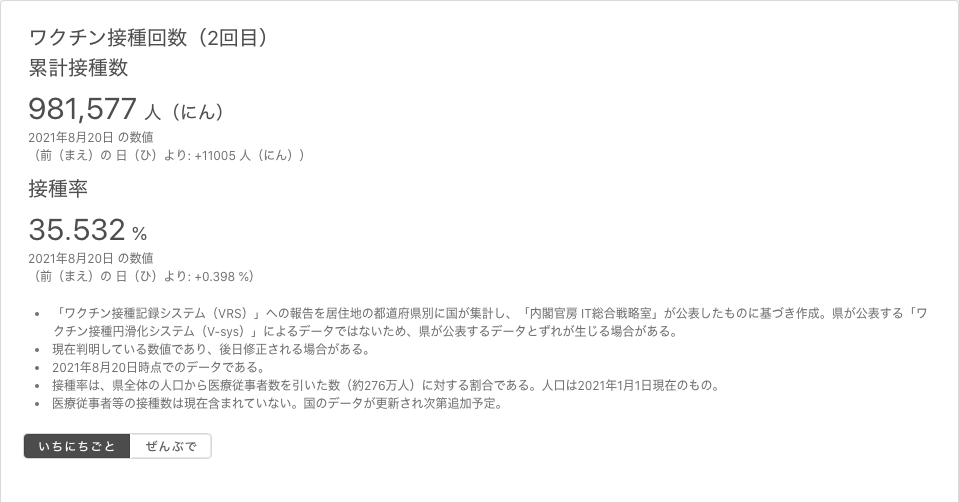 ワクチン接種回数（2回目）
累計接種数
981,577 人（にん）
2021年8月20日 の数値
（前（まえ）の 日（ひ）より: +11005 人（にん））
接種率
35.532 %
2021年8月20日 の数値
（前（まえ）の 日（ひ）より: +0.398 %）
• 「ワクチン接種記録システム（VRS）」への報告を居住地の都道府県別に国が集計し、「内閣官房 IT総合戦略室」が公表したものに基づき作成。県が公表する「ワ
クチン接種円滑化システム（V-sys）」によるデータではないため、県が公表するデータとずれが生じる場合がある。
• 現在判明している数値であり、後日修正される場合がある。
• 2021年8月20日時点でのデータである。
• 接種率は、県全体の人口から医療従事者数を引いた数（約276万人）に対する割合である。人口は2021年1月1日現在のもの。
• 医療従事者等の接種数は現在含まれていない。国のデータが更新され次第追加予定。
いちにちごと ぜんぶで